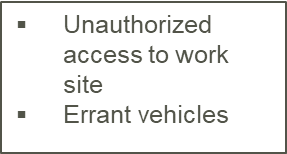 ▪ Unauthorized
access to work
site
▪ Errant vehicles